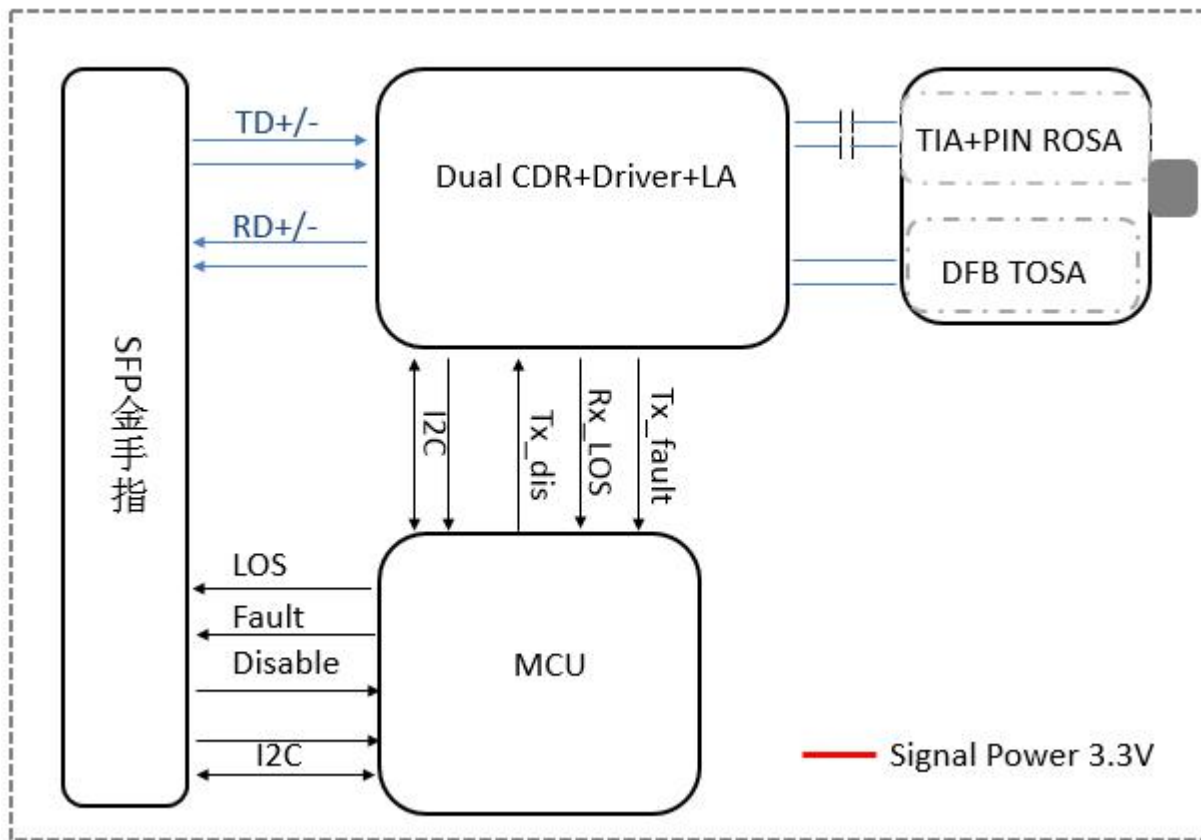 TD+/-
RD+/-
Dual CDR+Driver+LA
TIA+PIN ROSA
DFB TOSA
SFP金手指
I2C
Tx_dis
Rx_LOS
Tx_fault
LOS
Fault
Disable
I2C
MCU
Signal Power 3.3V